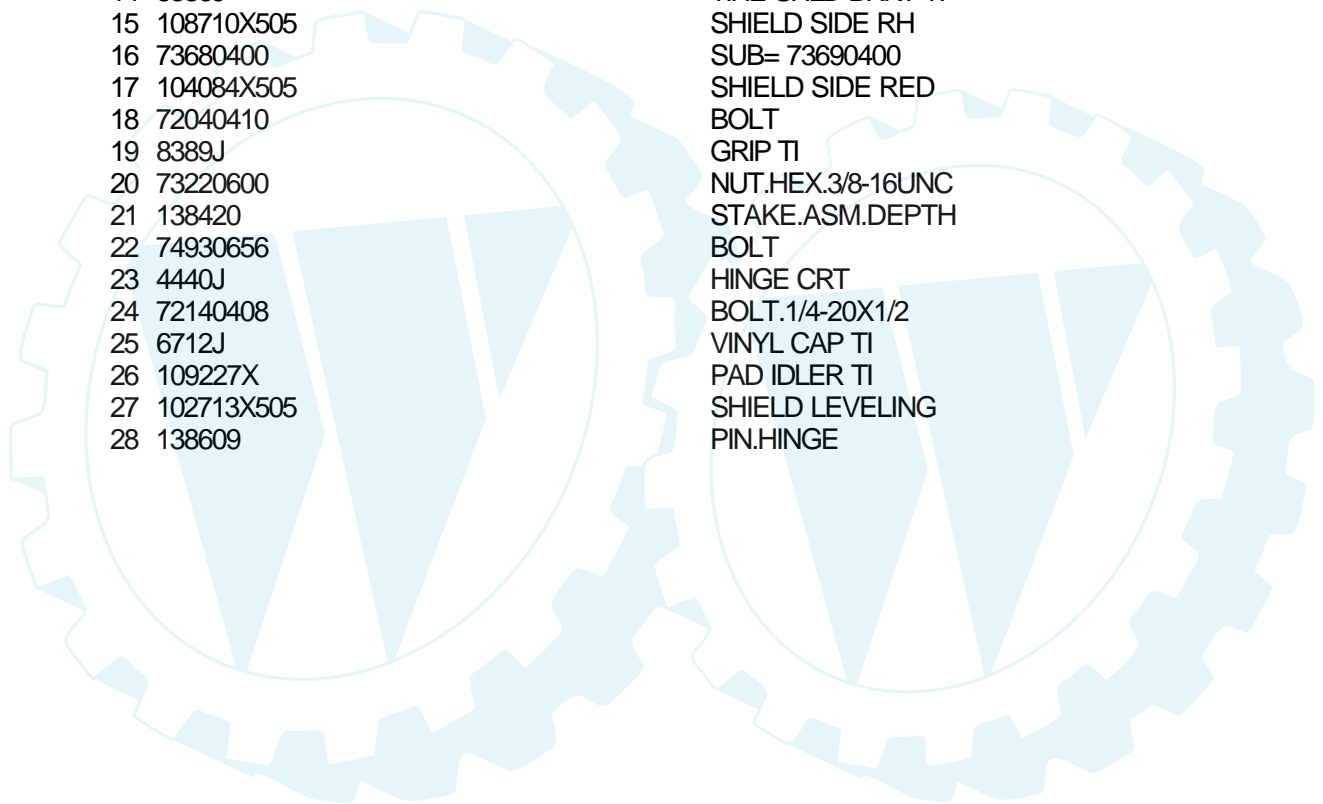 15 108710X505 SHIELD SIDE RH
16 73680400 SUB= 73690400
17 104084X505 SHIELD SIDE RED
18 72040410 BOLT
19 8389J GRIP TI
20 73220600 NUT.HEX.3/8-16UNC
21 138420 STAKE.ASM.DEPTH
22 74930656 BOLT
23 4440J HINGE CRT
24 72140408 BOLT.1/4-20X1/2
25 6712J VINYL CAP TI
26 109227X PAD IDLER TI
27 102713X505 SHIELD LEVELING
28 138609 PIN.HINGE